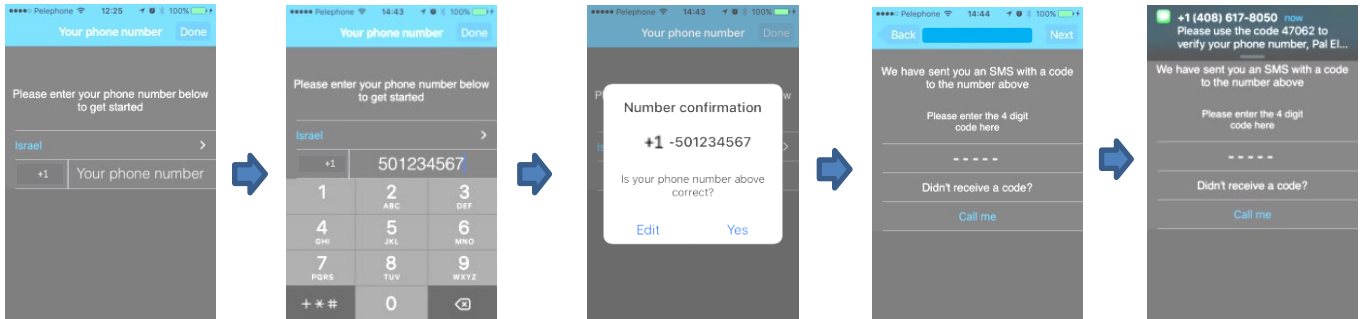 Pelephone 12:25 100%
Your phone number Done
Please enter your phone number below
to get started
Israel >
+1 Your phone number
Pelephone 14:43 100%
Your phone number Done
Please enter your phone number below
to get started
Israel >
+1 501234567
1 2 3
ABC DEF
4 5 6
GHI JKL MNO
7 8 9
PQRS TUV WXYZ
+*# 0
Pelephone 14:43 100%
Your phone number Done
Number confirmation
+1 -501234567
Is your phone number above
correct?
Edit Yes
Pelephone 14:44 100%
Back Next
We have sent you an SMS with a code
to the number above
Please enter the 4 digit
code here
- - - - -
Didn't receive a code?
Call me
+1 (408) 617-8050 now
Please use the code 47062 to
verify your phone number, Pal El...
We have sent you an SMS with a code
to the number above
Please enter the 4 digit
code here
- - - - -
Didn't receive a code?
Call me